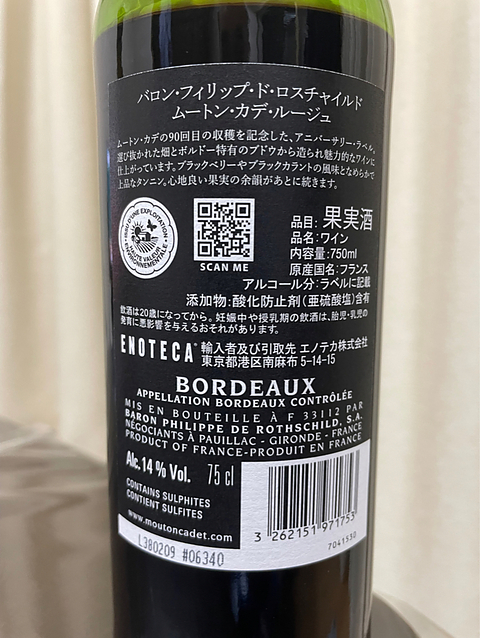 バロン・フィリップ・ド・ロスチャイルド
ムートン・カデ・ルージュ
ムートン・カデの90回目の収穫を記念した、アニバーサリー・ラベル。
選び抜かれた畑とボルドー特有のブドウから造られ魅力的なワインに
仕上がっています。ブラックベリーやブラックカラントの風味となめらかで
上品なタンニン。心地良い果実の余韻があとに続きます。
ISSU D'UNE EXPLOITATION
HAUTE VALEUR
ENVIRONNEMENTALE
SCAN ME
品目: 果実酒
品名:ワイン
内容量:750ml
原産国名:フランス
アルコール分:ラベルに記載
添加物:酸化防止剤(亜硫酸塩)含有
飲酒は20歳になってから。妊娠中や授乳期の飲酒は、胎児・乳児の
発育に悪影響を与えるおそれがあります。
ENOTECA® 輸入者及び引取先 エノテカ株式会社
東京都港区南麻布 5-14-15
BORDEAUX
APPELLATION BORDEAUX CONTRÔLÉE
MIS EN BOUTEILLE À F 33112 PAR
BARON PHILIPPE DE ROTHSCHILD, S.A.
NÉGOCIANTS À PAUILLAC - GIRONDE - FRANCE
PRODUCT OF FRANCE-PRODUIT EN FRANCE
Alc. 14 % Vol. 75 cl
CONTAINS SULPHITES
CONTIENT SULFITES
www.moutoncadet.com
L380209 #06340
3 262151 971753
7041530